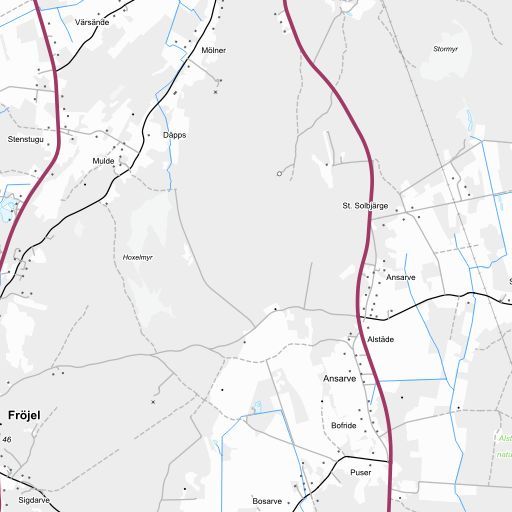 Värsände
Mölner
Stormyr
Stenstugu
Däpps
Mulde
St. Solbjärge
Hoxelmyr
Ansarve
Alstäde
Ansarve
Fröjel
Bofride
46
Puser
Sigdarve
Bosarve